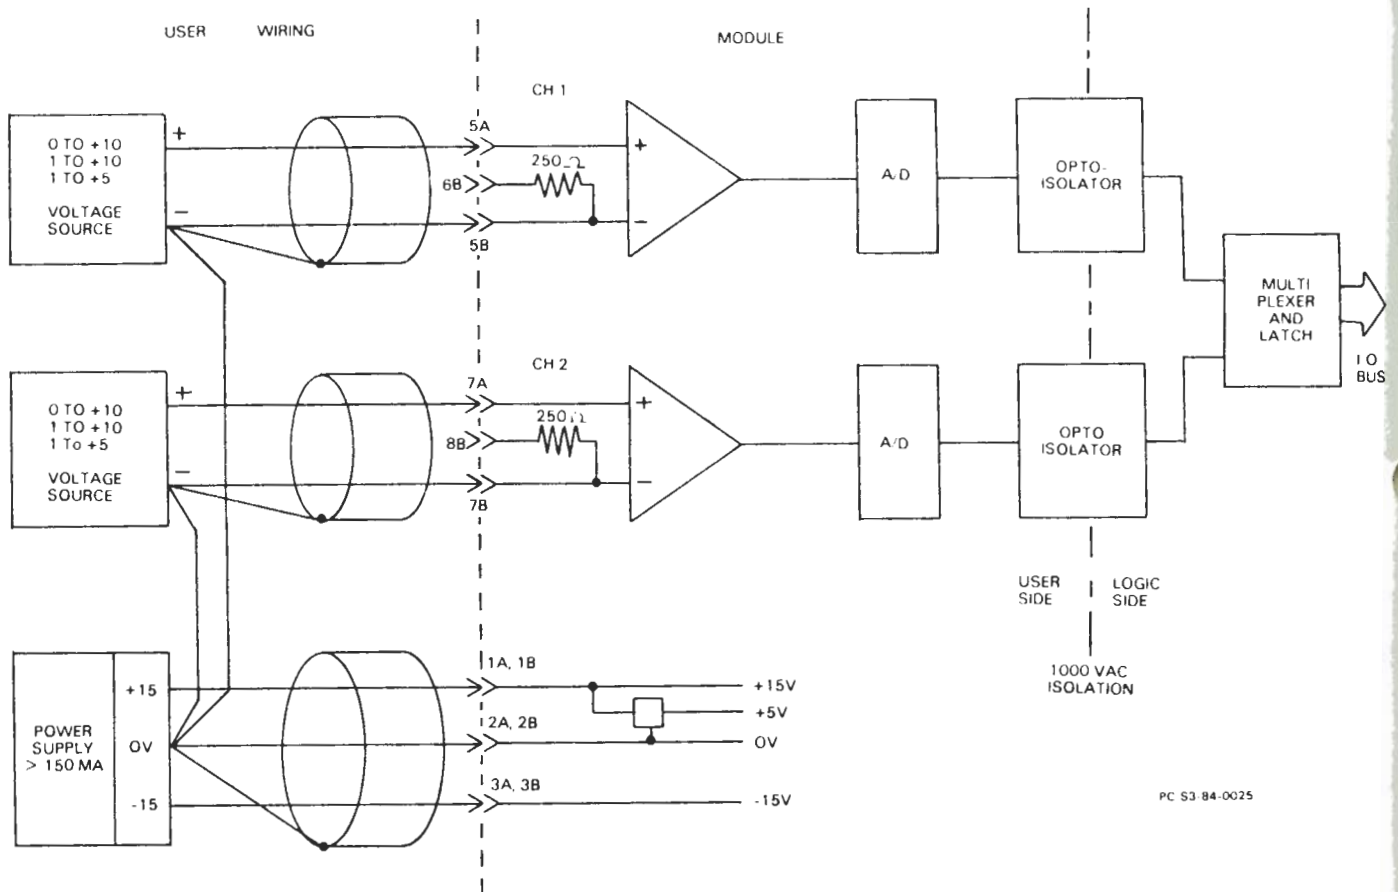 USER WIRING
MODULE
CH 1
0 TO +10
1 TO +10
1 TO +5
VOLTAGE
SOURCE
+
−
5A
6B
5B
250Ω
+
−
A/D
OPTO-
ISOLATOR
MULTI
PLEXER
AND
LATCH
I O
BUS
CH 2
0 TO +10
1 TO +10
1 To +5
VOLTAGE
SOURCE
+
−
7A
8B
7B
250Ω
+
−
A/D
OPTO
ISOLATOR
USER
SIDE
LOGIC
SIDE
1000 VAC
ISOLATION
POWER
SUPPLY
> 150 MA
+15
0V
-15
1A, 1B
2A, 2B
3A, 3B
+15V
+5V
0V
-15V
PC S3-84-0025